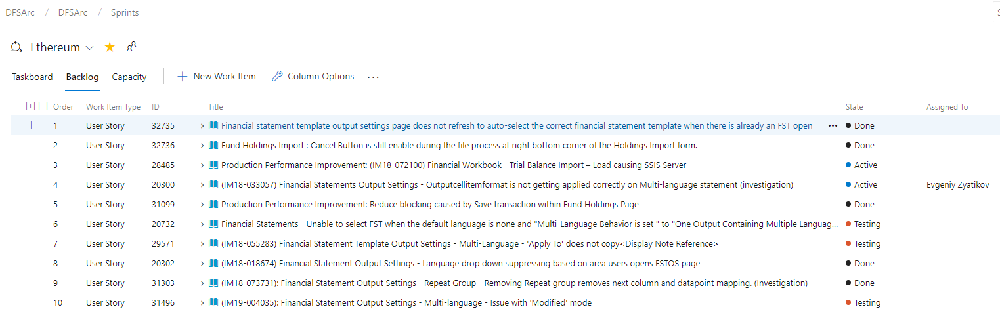 DFSArc / DFSArc / Sprints
Ethereum
Taskboard Backlog Capacity New Work Item Column Options ...
Order Work Item Type ID Title State Assigned To
1 User Story 32735 Financial statement template output settings page does not refresh to auto-select the correct financial statement template when there is already an FST open ... Done
2 User Story 32736 Fund Holdings Import : Cancel Button is still enable during the file process at right bottom corner of the Holdings Import form. Done
3 User Story 28485 Production Performance Improvement: (IM18-072100) Financial Workbook - Trial Balance Import – Load causing SSIS Server Active
4 User Story 20300 (IM18-033057) Financial Statements Output Settings - Outputcellitemformat is not getting applied correctly on Multi-language statement (investigation) Active Evgeniy Zyatikov
5 User Story 31099 Production Performance Improvement: Reduce blocking caused by Save transaction within Fund Holdings Page Done
6 User Story 20732 Financial Statements - Unable to select FST when the default language is none and "Multi-Language Behavior is set " to "One Output Containing Multiple Languag... Testing
7 User Story 29571 (IM18-055283) Financial Statement Template Output Settings - Multi-Language - 'Apply To' does not copy<Display Note Reference> Testing
8 User Story 20302 (IM18-018674) Financial Statement Output Settings - Language drop down suppressing based on area users opens FSTOS page Done
9 User Story 31303 (IM18-073731): Financial Statement Output Settings - Repeat Group - Removing Repeat group removes next column and datapoint mapping. (Investigation) Done
10 User Story 31496 (IM19-004035): Financial Statement Output Settings - Multi-language - Issue with 'Modified' mode Testing